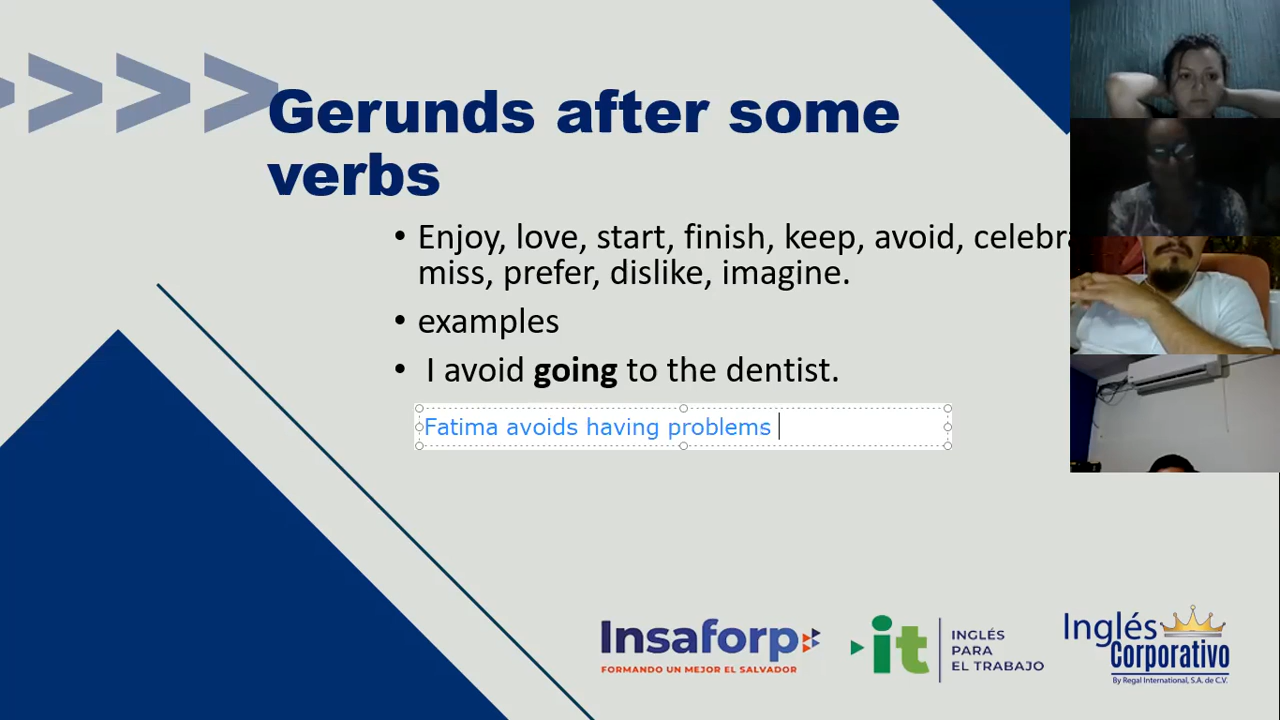 Gerunds after some
verbs
• Enjoy, love, start, finish, keep, avoid,
miss, prefer, dislike, imagine.
• examples
• I avoid going to the dentist.
Fatima avoids having problems
Insaforp
FORMANDO UN MEJOR EL SALVADOR
it
INGLÉS
PARA
EL TRABAJO
Inglés
Corporativo
By Regal International, S.A. de C.V.